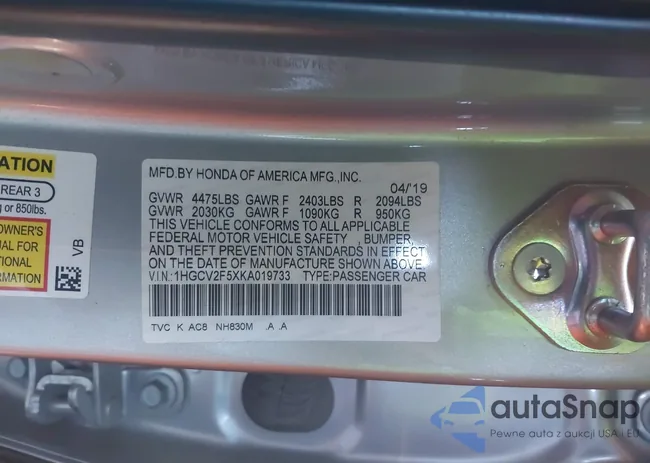 ATION
REAR 3
g or 850lbs.
OWNER'S
UAL FOR
TIONAL
RMATION
VB
MFD.BY HONDA OF AMERICA MFG.,INC.
04/'19
GVWR 4475LBS GAWR F 2403LBS R 2094LBS
GVWR 2030KG GAWR F 1090KG R 950KG
THIS VEHICLE CONFORMS TO ALL APPLICABLE
FEDERAL MOTOR VEHICLE SAFETY , BUMPER,
AND THEFT PREVENTION STANDARDS IN EFFECT
ON THE DATE OF MANUFACTURE SHOWN ABOVE.
V.I.N.:1HGCV2F5XKA019733 TYPE:PASSENGER CAR
TVC K AC8 NH830M .A .A
autaSnap
Pewne auta z aukcji USA i EU